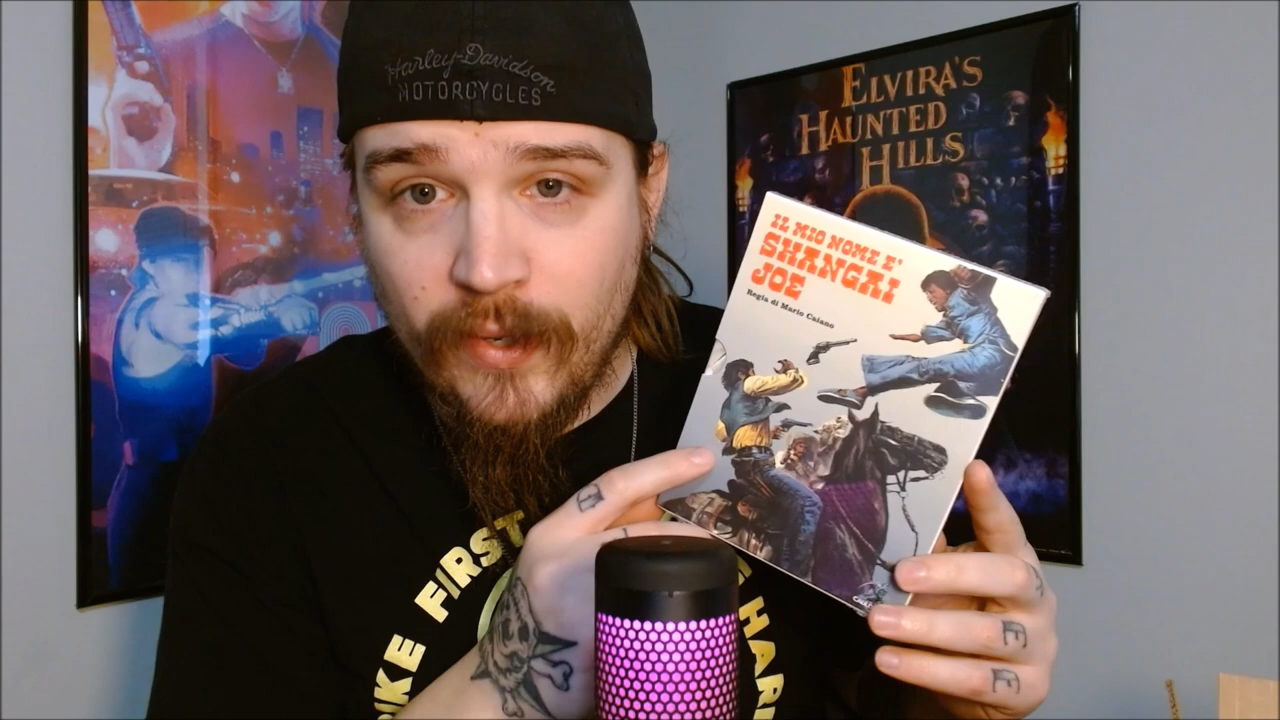 Harley-Davidson
MOTORCYCLES
ELVIRA'S
HAUNTED
HILLS
IL MIO NOME E'
SHANGAI
JOE
Regia di Mario Caiano
FIRST